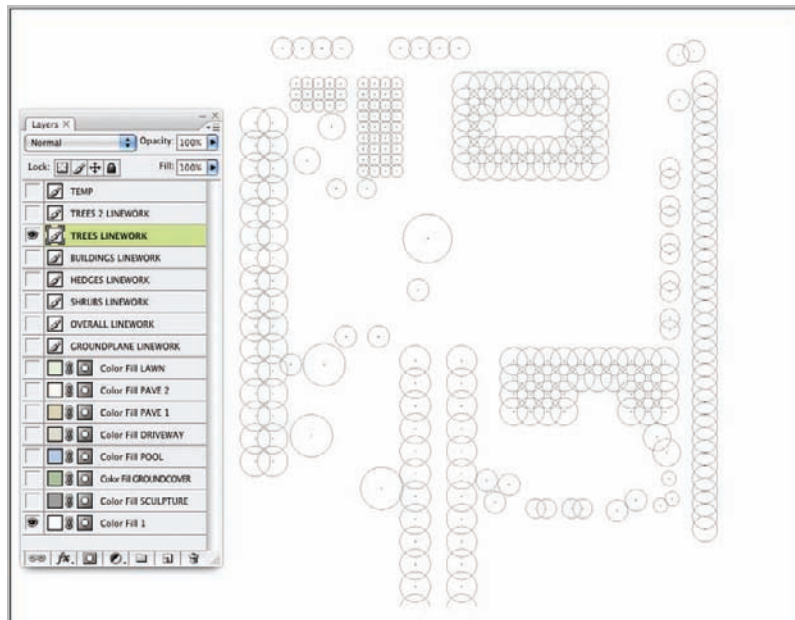 Layers ×
Normal Opacity: 100%
Lock: Fill: 100%
TEMP
TREES 2 LINEWORK
TREES LINEWORK
BUILDINGS LINEWORK
HEDGES LINEWORK
SHRUBS LINEWORK
OVERALL LINEWORK
GROUNDPLANE LINEWORK
Color Fill LAWN
Color Fill PAVE 2
Color Fill PAVE 1
Color Fill DRIVEWAY
Color Fill POOL
Color Fill GROUNDCOVER
Color Fill SCULPTURE
Color Fill 1
fx.